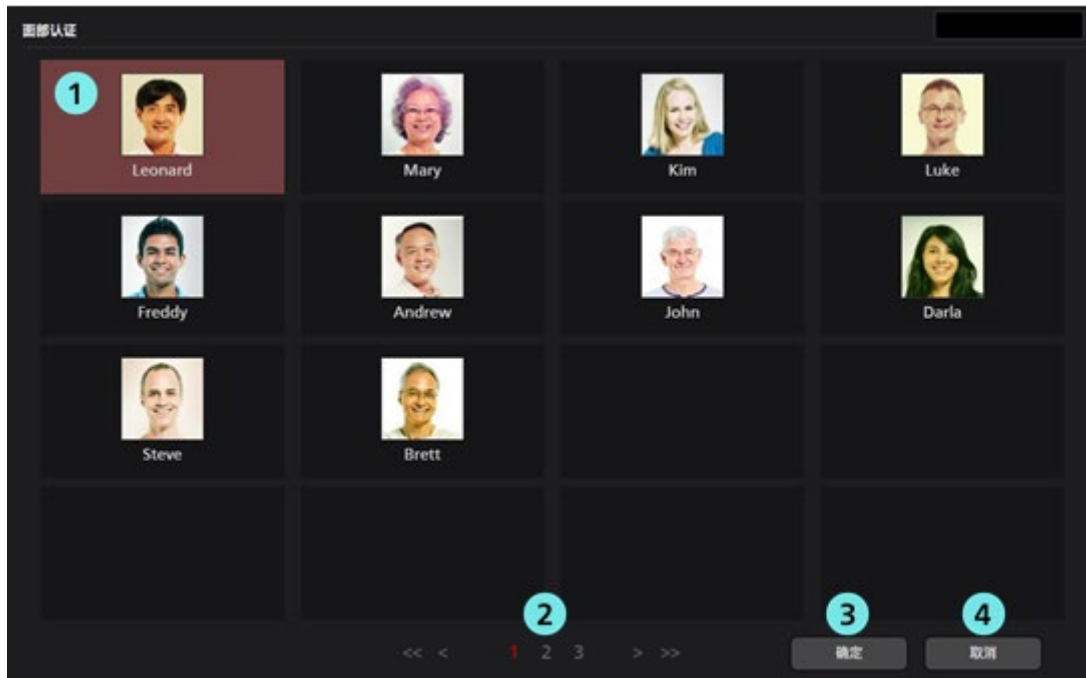 面部认证
1
Leonard
Mary
Kim
Luke
Freddy
Andrew
John
Darla
Steve
Brett
2
3
4
<< < 1 2 3 > >>
确定
取消